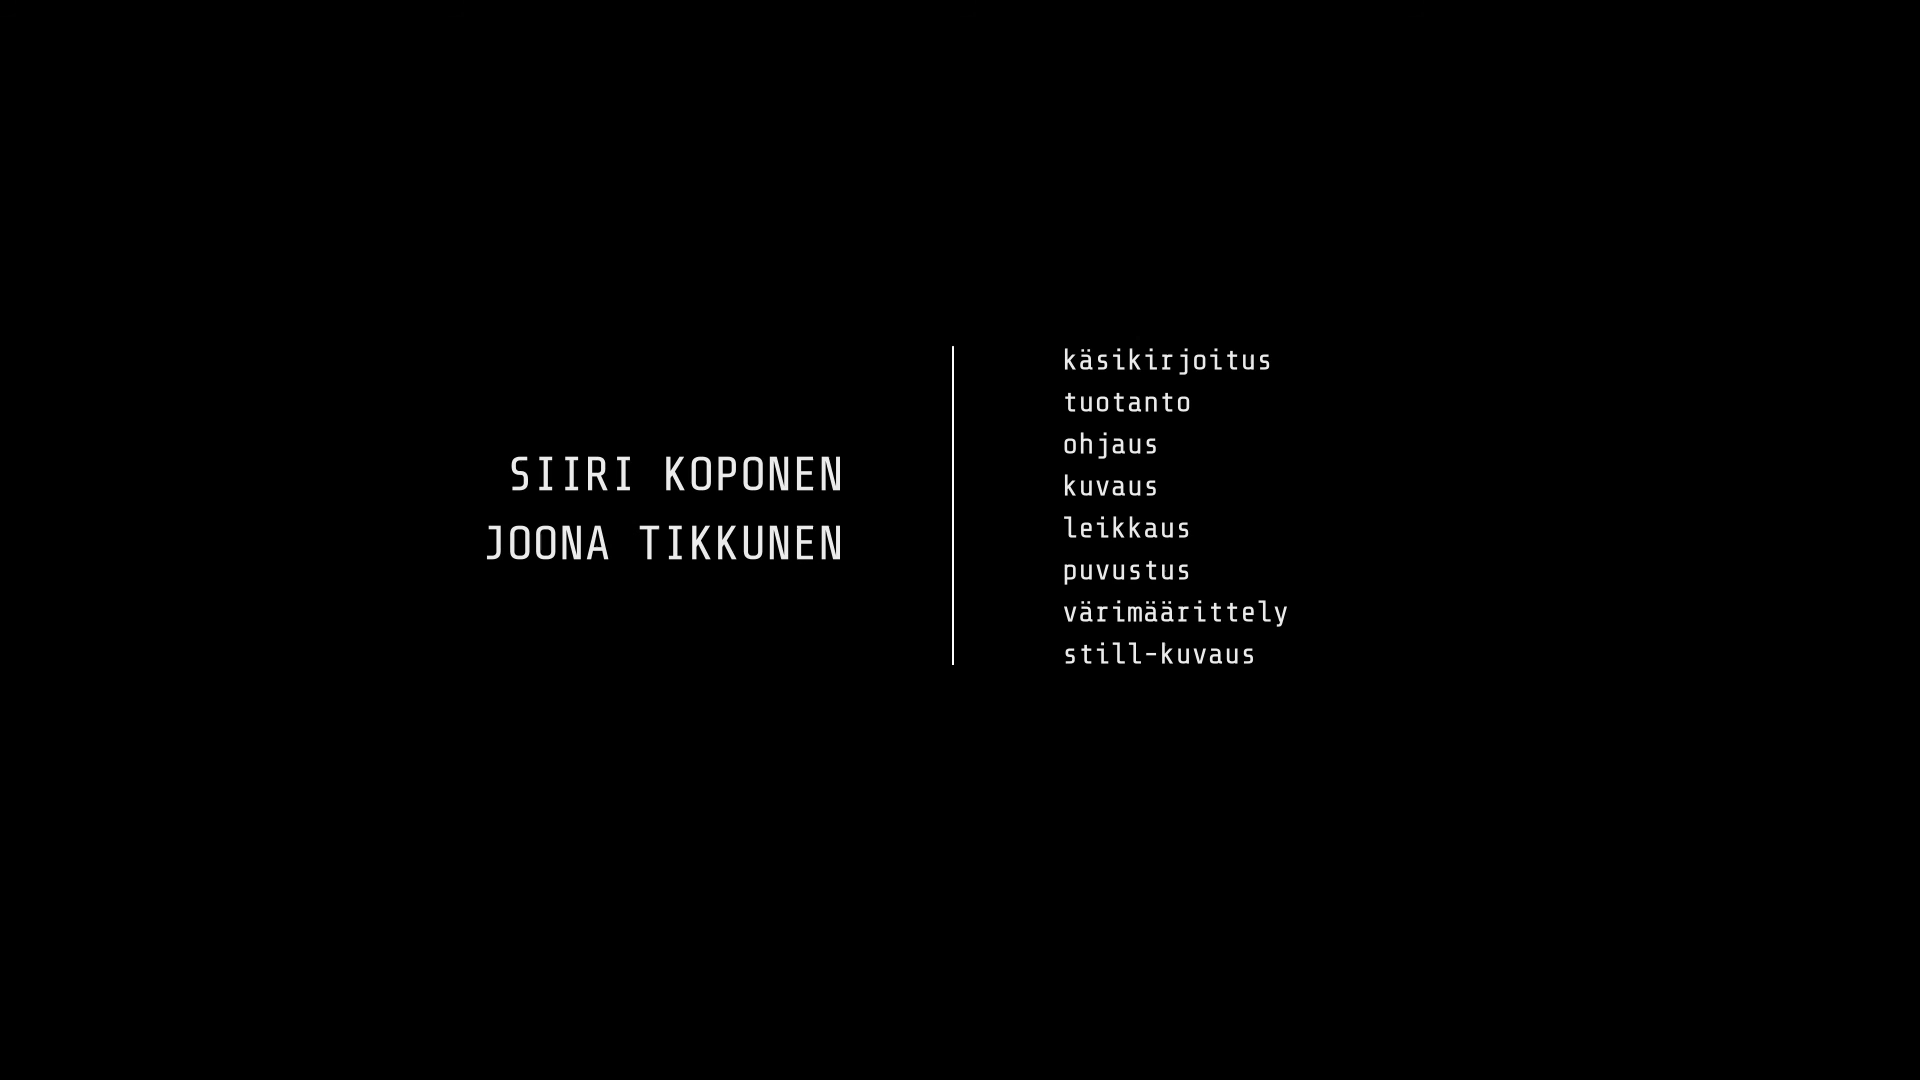 SIIRI KOPONEN
JOONA TIKKUNEN
käsikirjoitus
tuotanto
ohjaus
kuvaus
leikkaus
puvustus
värimäärittely
still-kuvaus